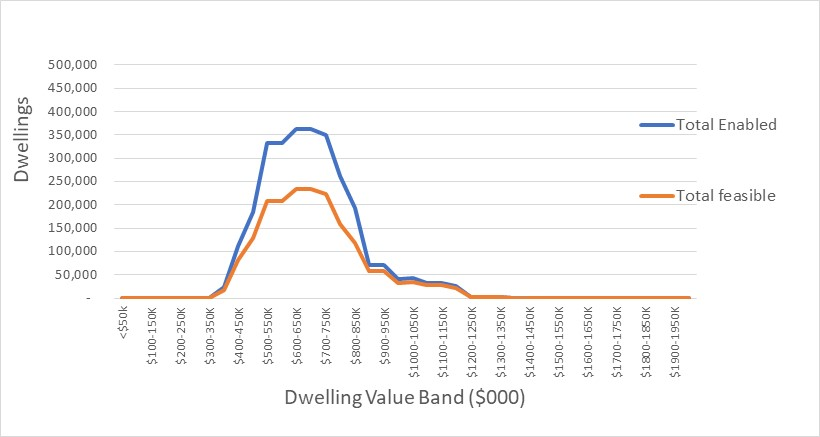 500,000
450,000
400,000
350,000
300,000
250,000
200,000
150,000
100,000
50,000
-
Dwellings
Total Enabled
Total feasible
<$50k
$100-150K
$200-250K
$300-350K
$400-450K
$500-550K
$600-650K
$700-750K
$800-850K
$900-950K
$1000-1050K
$1100-1150K
$1200-1250K
$1300-1350K
$1400-1450K
$1500-1550K
$1600-1650K
$1700-1750K
$1800-1850K
$1900-1950K
Dwelling Value Band ($000)